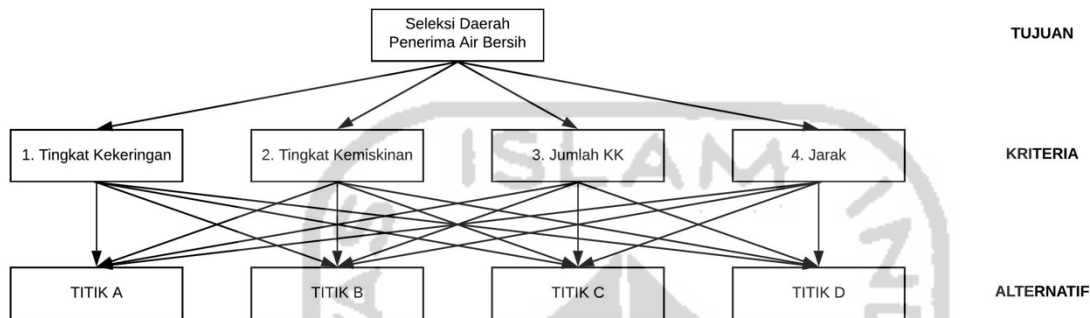 Seleksi Daerah
Penerima Air Bersih
TUJUAN
1. Tingkat Kekeringan
2. Tingkat Kemiskinan
3. Jumlah KK
4. Jarak
KRITERIA
ISLAM
TITIK A
TITIK B
TITIK C
TITIK D
ALTERNATIF